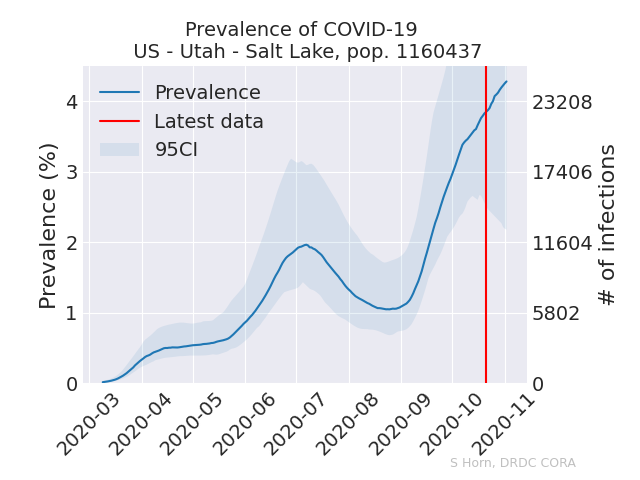 Prevalence of COVID-19
US - Utah - Salt Lake, pop. 1160437
Prevalence
Latest data
95CI
Prevalence (%)
4
3
2
1
0
23208
17406
11604
5802
0
# of infections
2020-03
2020-04
2020-05
2020-06
2020-07
2020-08
2020-09
2020-10
2020-11
S Horn, DRDC CORA